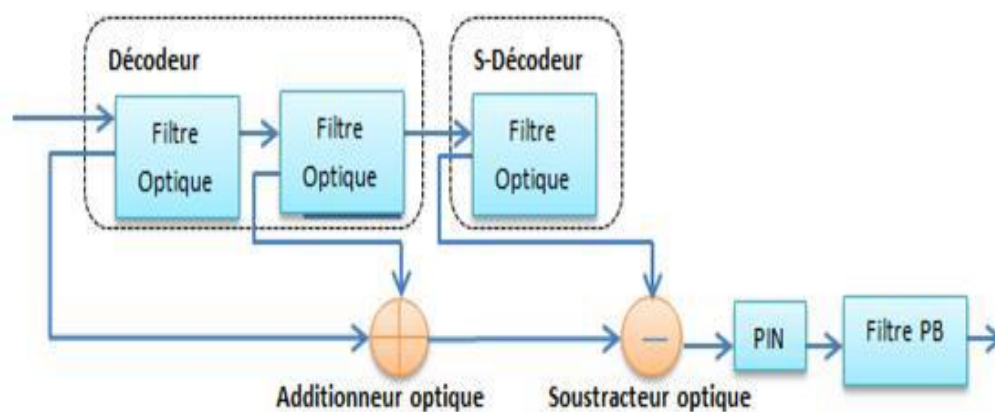 Décodeur
S-Décodeur
Filtre
Optique
Filtre
Optique
Filtre
Optique
PIN
Filtre PB
Additionneur optique
Soustracteur optique